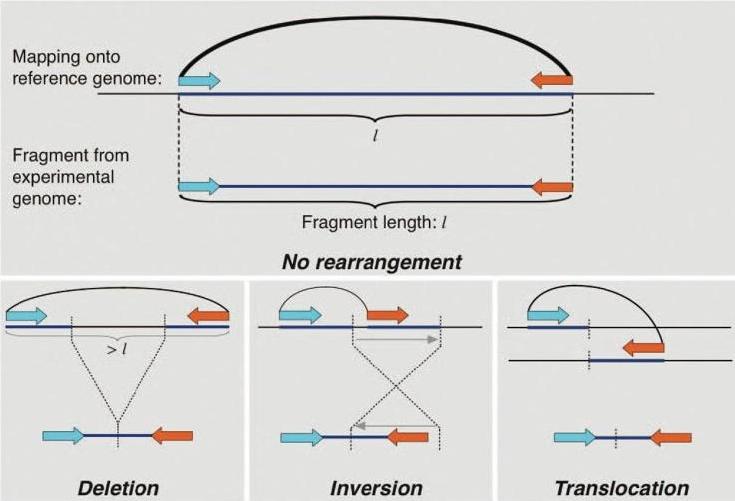 Mapping onto
reference genome:
l
Fragment from
experimental
genome:
Fragment length: l
No rearrangement
> l
Deletion
Inversion
Translocation